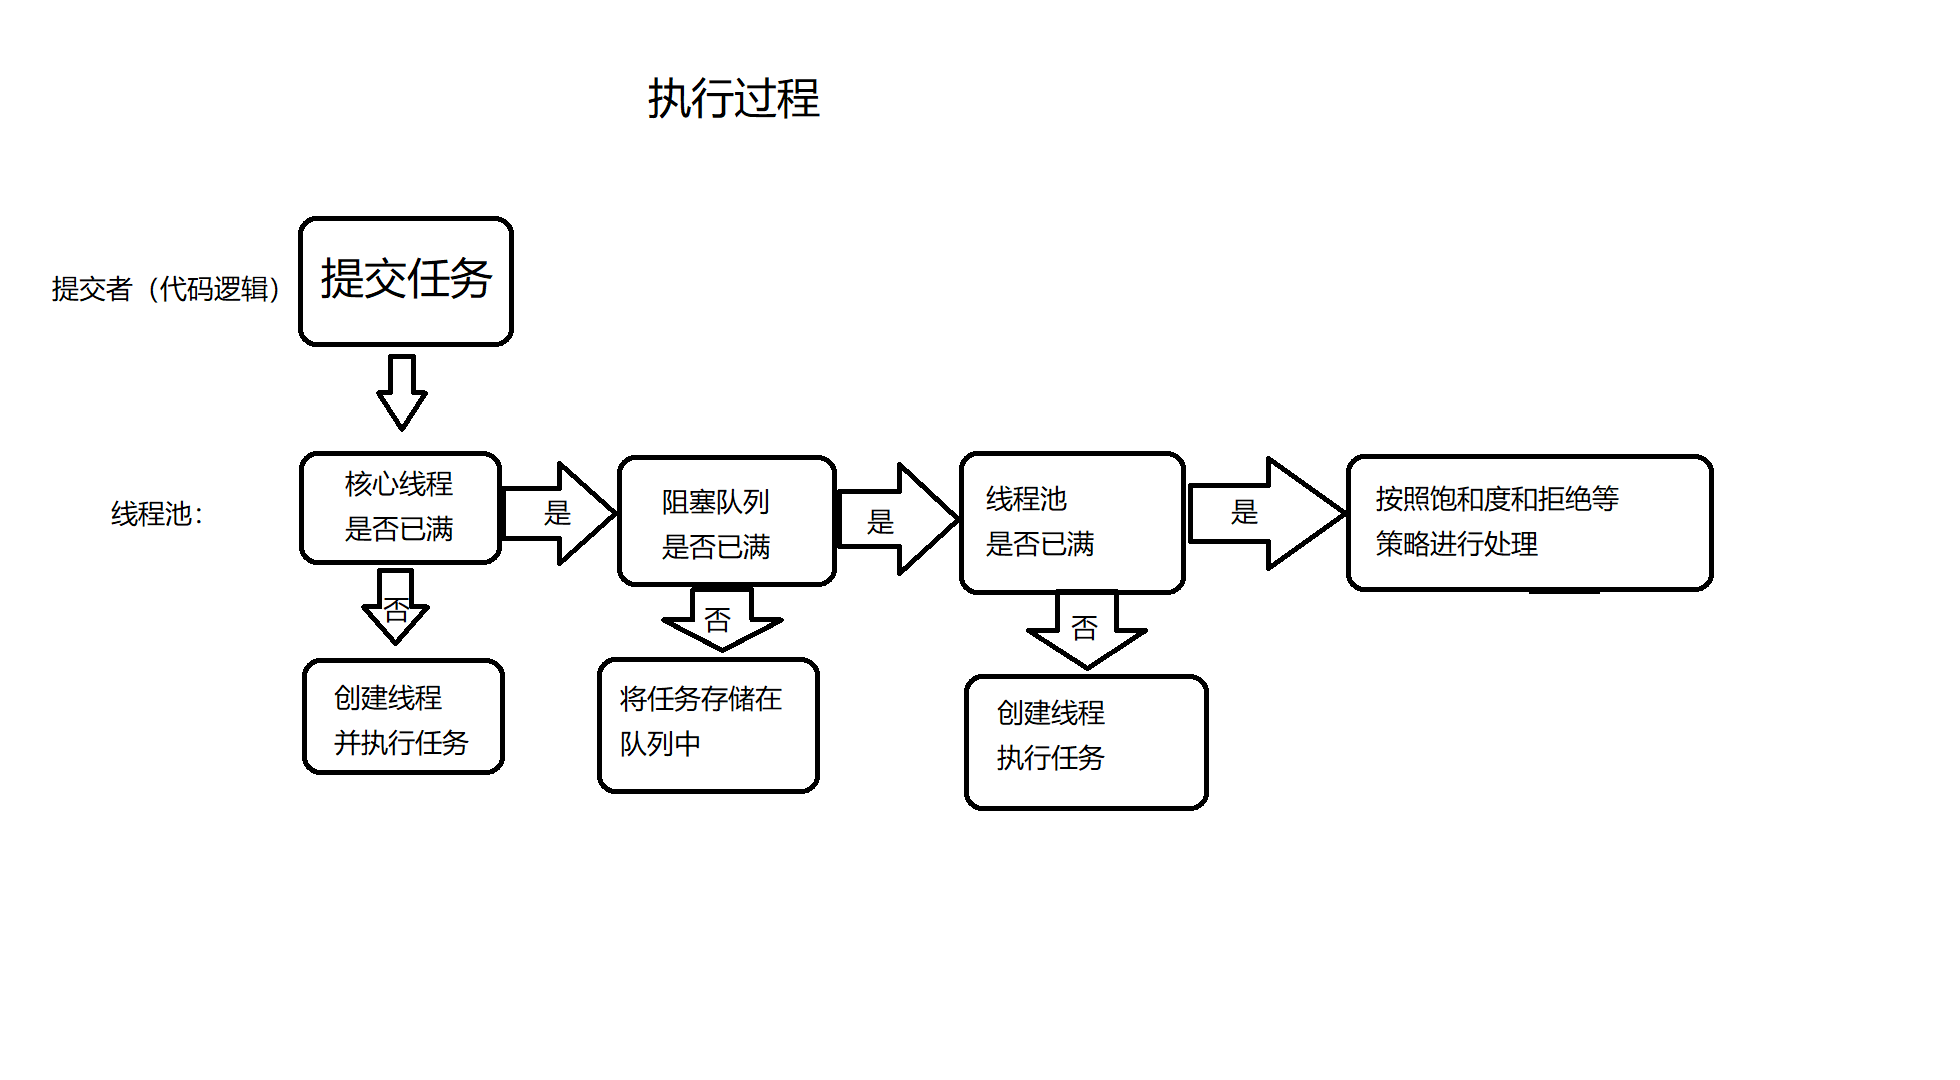 执行过程
提交者（代码逻辑）
提交任务
线程池：
核心线程
是否已满
是
阻塞队列
是否已满
是
线程池
是否已满
是
按照饱和度和拒绝等
策略进行处理
否
否
否
创建线程
并执行任务
将任务存储在
队列中
创建线程
执行任务